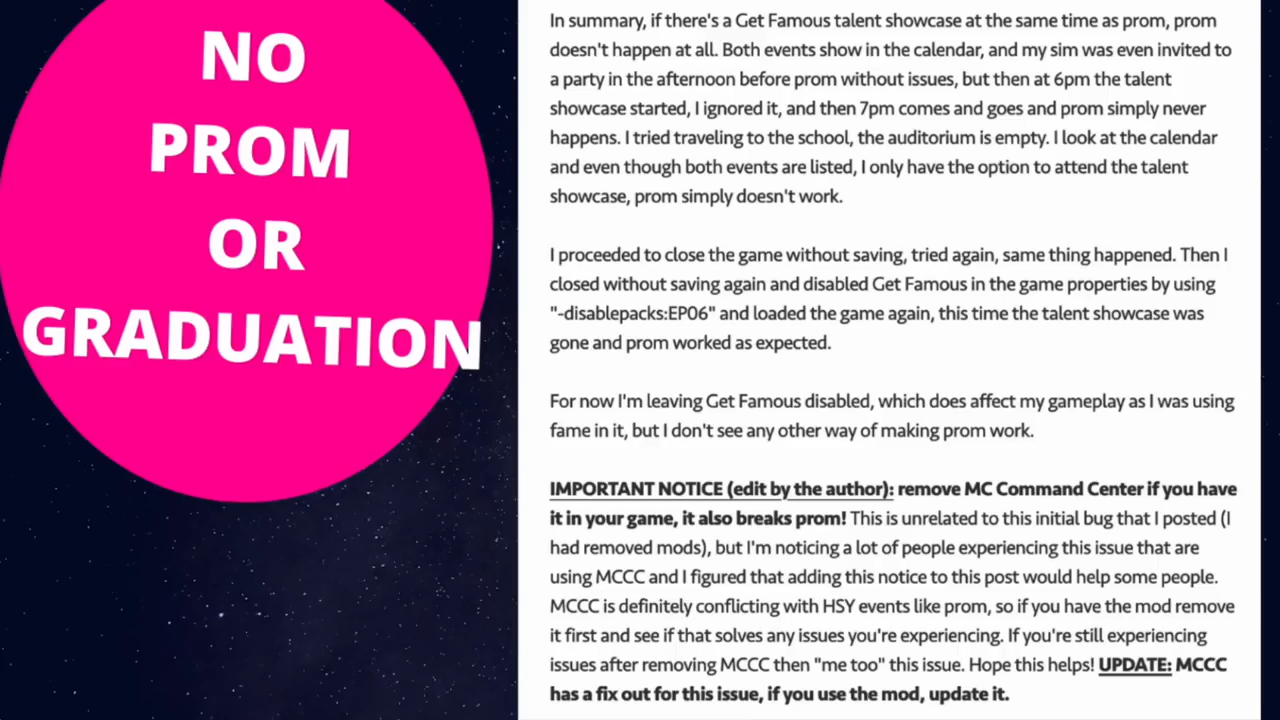 NO
PROM
OR
GRADUATION
In summary, if there's a Get Famous talent showcase at the same time as prom, prom
doesn't happen at all. Both events show in the calendar, and my sim was even invited to
a party in the afternoon before prom without issues, but then at 6pm the talent
showcase started, I ignored it, and then 7pm comes and goes and prom simply never
happens. I tried traveling to the school, the auditorium is empty. I look at the calendar
and even though both events are listed, I only have the option to attend the talent
showcase, prom simply doesn't work.
I proceeded to close the game without saving, tried again, same thing happened. Then I
closed without saving again and disabled Get Famous in the game properties by using
"-disablepacks:EP06" and loaded the game again, this time the talent showcase was
gone and prom worked as expected.
For now I'm leaving Get Famous disabled, which does affect my gameplay as I was using
fame in it, but I don't see any other way of making prom work.
IMPORTANT NOTICE (edit by the author): remove MC Command Center if you have
it in your game, it also breaks prom! This is unrelated to this initial bug that I posted (I
had removed mods), but I'm noticing a lot of people experiencing this issue that are
using MCCC and I figured that adding this notice to this post would help some people.
MCCC is definitely conflicting with HSY events like prom, so if you have the mod remove
it first and see if that solves any issues you're experiencing. If you're still experiencing
issues after removing MCCC then "me too" this issue. Hope this helps! UPDATE: MCCC
has a fix out for this issue, if you use the mod, update it.